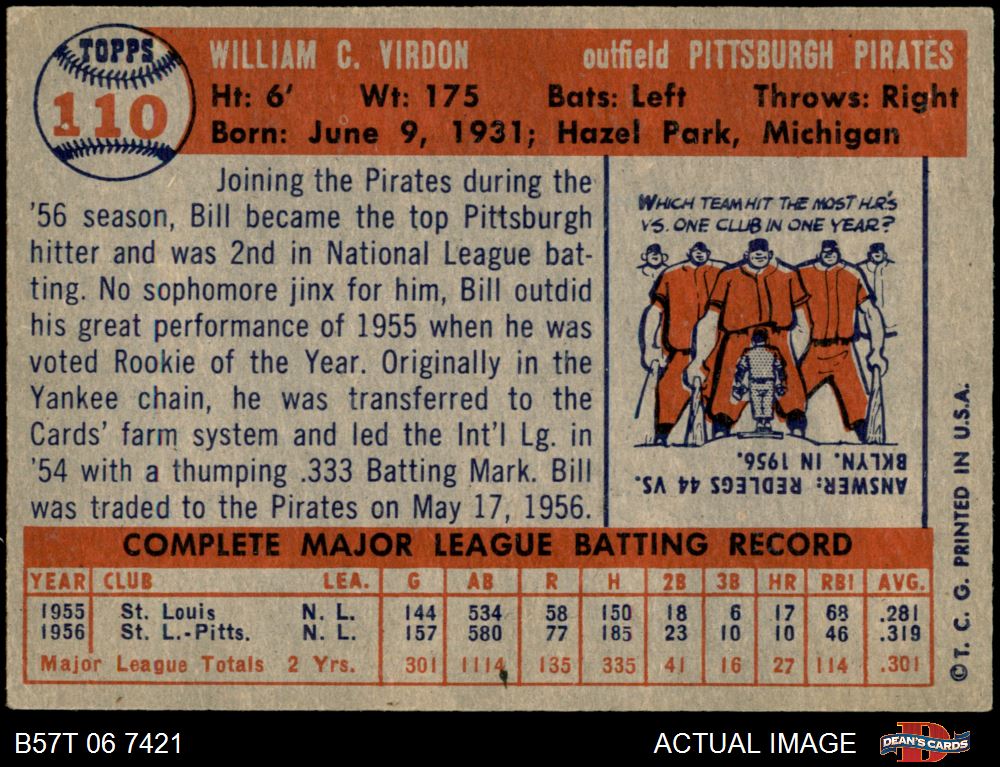 TOPPS
110
WILLIAM C. VIRDON outfield PITTSBURGH PIRATES
Ht: 6' Wt: 175 Bats: Left Throws: Right
Born: June 9, 1931; Hazel Park, Michigan
Joining the Pirates during the
'56 season, Bill became the top Pittsburgh
hitter and was 2nd in National League bat-
ting. No sophomore jinx for him, Bill outdid
his great performance of 1955 when he was
voted Rookie of the Year. Originally in the
Yankee chain, he was transferred to the
Cards' farm system and led the Int'l Lg. in
'54 with a thumping .333 Batting Mark. Bill
was traded to the Pirates on May 17, 1956.
WHICH TEAM HIT THE MOST H.R.'S
VS. ONE CLUB IN ONE YEAR?
ANSWER: REDLEGS 44 VS.
BKLYN. IN 1956.
COMPLETE MAJOR LEAGUE BATTING RECORD
YEAR CLUB LEA. G AB R H 2B 3B HR RBI AVG.
1955 St. Louis N. L. 144 534 58 150 18 6 17 68 .281
1956 St. L.-Pitts. N. L. 157 580 77 185 23 10 10 46 .319
Major League Totals 2 Yrs. 301 1114 135 335 41 16 27 114 .301
© T. C. G. PRINTED IN U.S.A.
B57T 06 7421 ACTUAL IMAGE
D
DEAN'S CARDS